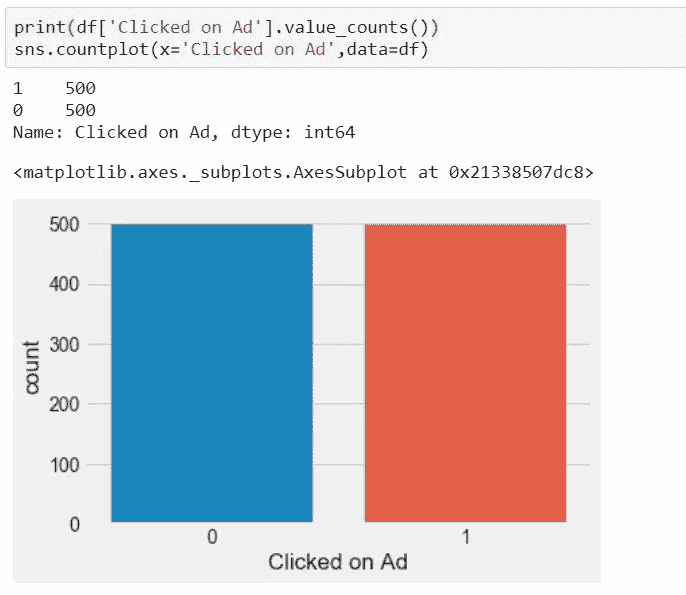 print(df['Clicked on Ad'].value_counts())
sns.countplot(x='Clicked on Ad',data=df)
1    500
0    500
Name: Clicked on Ad, dtype: int64
<matplotlib.axes._subplots.AxesSubplot at 0x21338507dc8>
500
400
300
200
100
0
count
0 1
Clicked on Ad